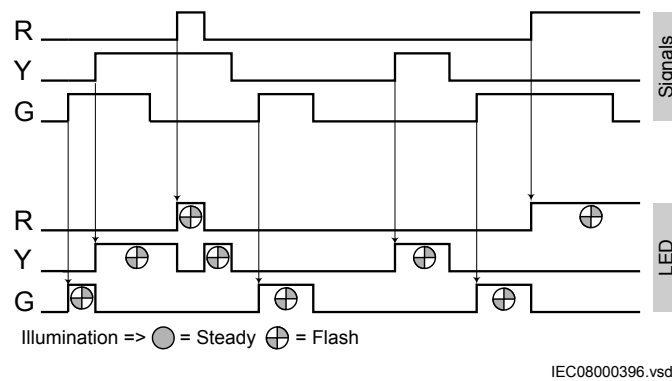 R
Y
G
Signals
R
Y
G
LED
Illumination => = Steady = Flash
IEC08000396.vsd